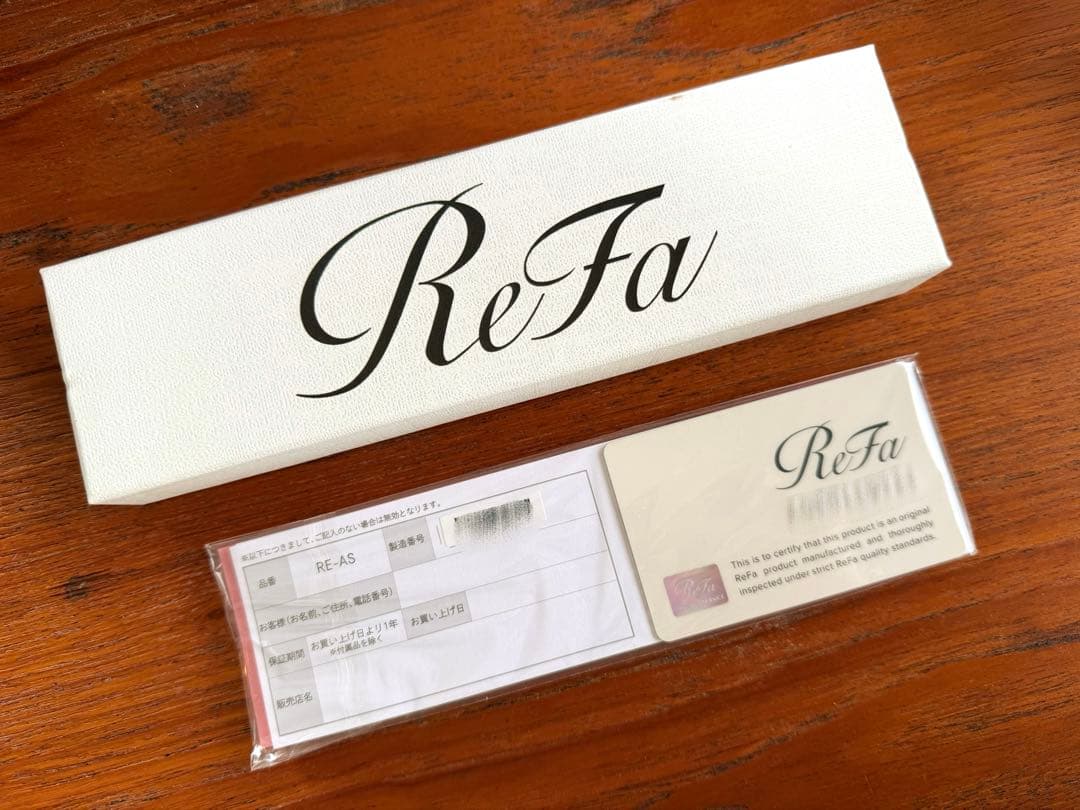 ReFa
※以下につきまして、ご記入のない場合は無効となります。
品番 RE-AS 製造番号
お客様(お名前、ご住所、電話番号)
保証期間 お買い上げ日より1年 お買い上げ日
※付属品を除く
販売店名
ReFa
This is to certify that this product is an original
ReFa product manufactured and thoroughly
inspected under strict ReFa quality standards.
ReFa